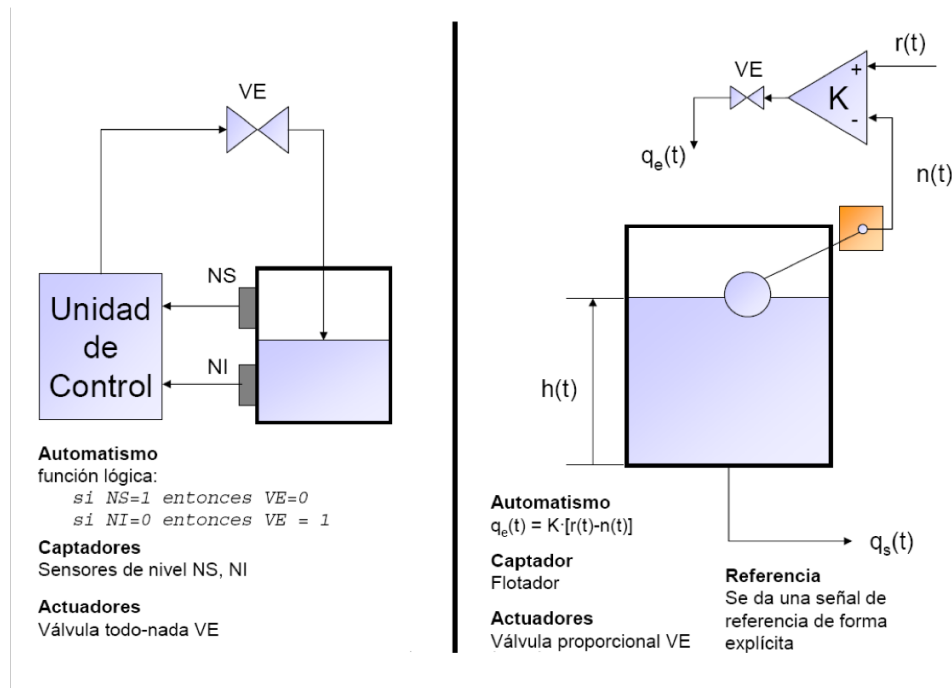 VE
NS
NI
Unidad
de
Control
Automatismo
función lógica:
si NS=1 entonces VE=0
si NI=0 entonces VE = 1
Captadores
Sensores de nivel NS, NI
Actuadores
Válvula todo-nada VE
r(t)
VE
+
K
-
qₑ(t)
n(t)
h(t)
qₛ(t)
Automatismo
qₑ(t) = K·[r(t)-n(t)]
Captador
Flotador
Actuadores
Válvula proporcional VE
Referencia
Se da una señal de
referencia de forma
explícita